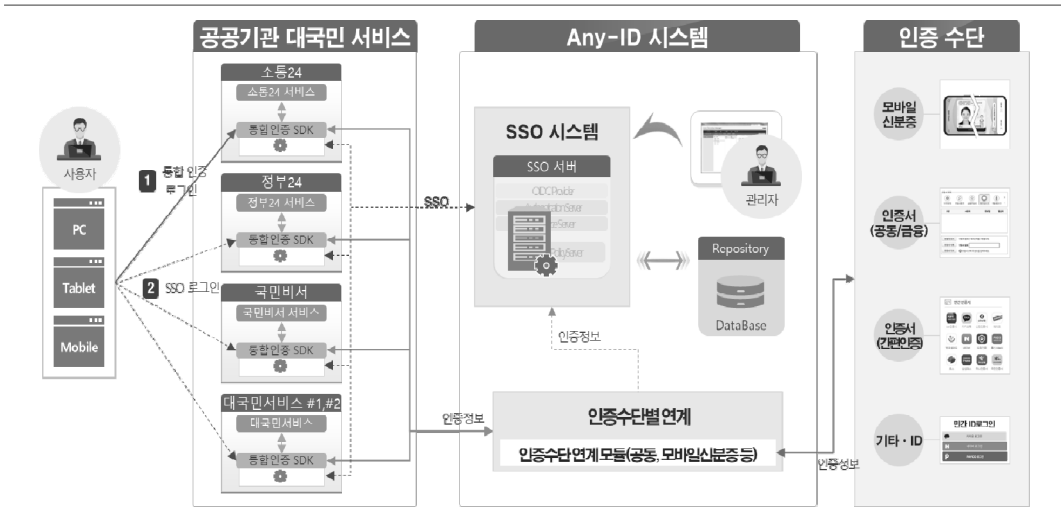 공공기관 대국민 서비스
Any-ID 시스템
인증 수단
사용자
PC
Tablet
Mobile
1 통합 인증
로그인
2 SSO 로그인
소통24
소통24 서비스
통합인증 SDK
정부24
정부24 서비스
통합인증 SDK
국민비서
국민비서 서비스
통합인증 SDK
대국민서비스 #1,#2
대국민서비스
통합인증 SDK
SSO
인증정보
SSO 시스템
SSO 서버
OIDC Provider
관리자
Repository
DataBase
인증정보
인증수단별 연계
인증수단 연계 모듈(공동, 모바일신분증 등)
인증정보
모바일
신분증
인증서
(공동/금융)
인증서
(간편인증)
기타・ID
민간 ID로그인